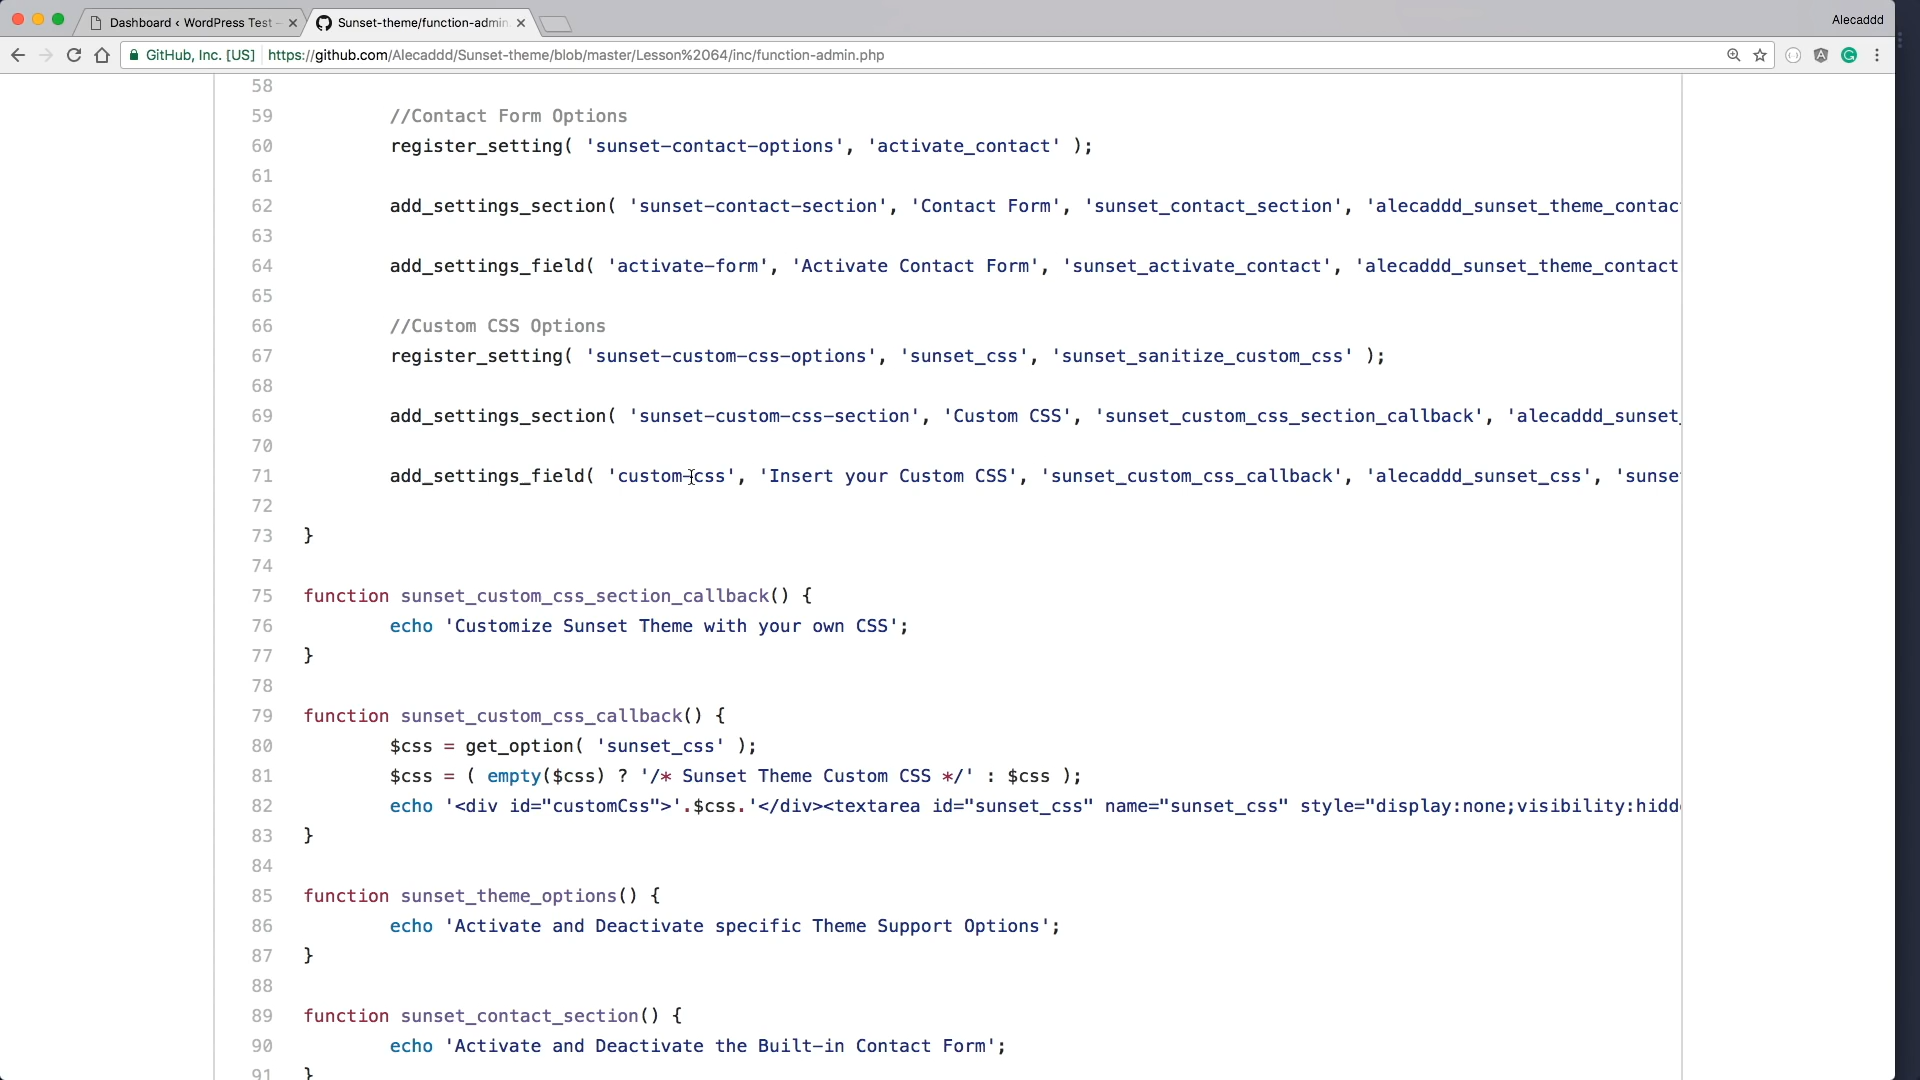 Dashboard ‹ WordPress Test –
Sunset-theme/function-admin.
Alecaddd
GitHub, Inc. [US] https://github.com/Alecaddd/Sunset-theme/blob/master/Lesson%2064/inc/function-admin.php
58
59 //Contact Form Options
60 register_setting( 'sunset-contact-options', 'activate_contact' );
61
62 add_settings_section( 'sunset-contact-section', 'Contact Form', 'sunset_contact_section', 'alecaddd_sunset_theme_contac
63
64 add_settings_field( 'activate-form', 'Activate Contact Form', 'sunset_activate_contact', 'alecaddd_sunset_theme_contact
65
66 //Custom CSS Options
67 register_setting( 'sunset-custom-css-options', 'sunset_css', 'sunset_sanitize_custom_css' );
68
69 add_settings_section( 'sunset-custom-css-section', 'Custom CSS', 'sunset_custom_css_section_callback', 'alecaddd_sunset_
70
71 add_settings_field( 'custom-css', 'Insert your Custom CSS', 'sunset_custom_css_callback', 'alecaddd_sunset_css', 'sunse
72
73 }
74
75 function sunset_custom_css_section_callback() {
76 echo 'Customize Sunset Theme with your own CSS';
77 }
78
79 function sunset_custom_css_callback() {
80 $css = get_option( 'sunset_css' );
81 $css = ( empty($css) ? '/* Sunset Theme Custom CSS */' : $css );
82 echo '<div id="customCss">'.$css.'</div><textarea id="sunset_css" name="sunset_css" style="display:none;visibility:hidd
83 }
84
85 function sunset_theme_options() {
86 echo 'Activate and Deactivate specific Theme Support Options';
87 }
88
89 function sunset_contact_section() {
90 echo 'Activate and Deactivate the Built-in Contact Form';
91 }